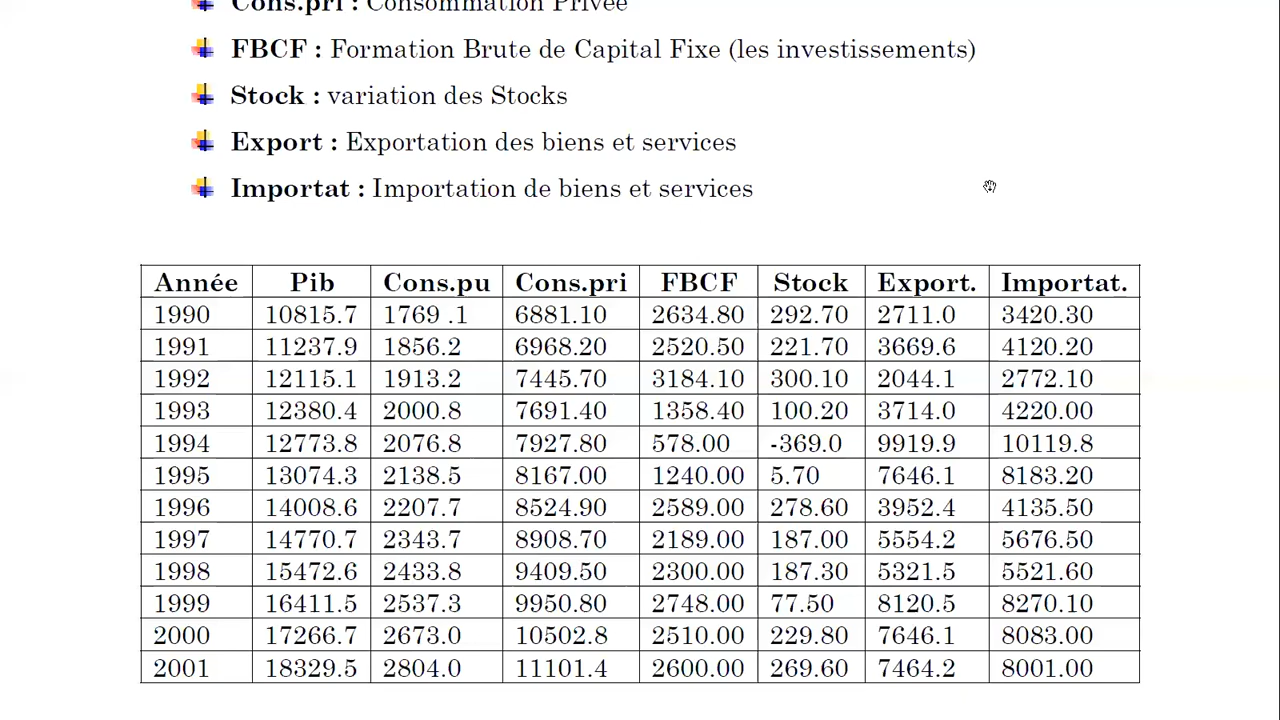 Cons.pri : Consommation Privée
FBCF : Formation Brute de Capital Fixe (les investissements)
Stock : variation des Stocks
Export : Exportation des biens et services
Importat : Importation de biens et services
Année Pib Cons.pu Cons.pri FBCF Stock Export. Importat.
1990 10815.7 1769 .1 6881.10 2634.80 292.70 2711.0 3420.30
1991 11237.9 1856.2 6968.20 2520.50 221.70 3669.6 4120.20
1992 12115.1 1913.2 7445.70 3184.10 300.10 2044.1 2772.10
1993 12380.4 2000.8 7691.40 1358.40 100.20 3714.0 4220.00
1994 12773.8 2076.8 7927.80 578.00 -369.0 9919.9 10119.8
1995 13074.3 2138.5 8167.00 1240.00 5.70 7646.1 8183.20
1996 14008.6 2207.7 8524.90 2589.00 278.60 3952.4 4135.50
1997 14770.7 2343.7 8908.70 2189.00 187.00 5554.2 5676.50
1998 15472.6 2433.8 9409.50 2300.00 187.30 5321.5 5521.60
1999 16411.5 2537.3 9950.80 2748.00 77.50 8120.5 8270.10
2000 17266.7 2673.0 10502.8 2510.00 229.80 7646.1 8083.00
2001 18329.5 2804.0 11101.4 2600.00 269.60 7464.2 8001.00